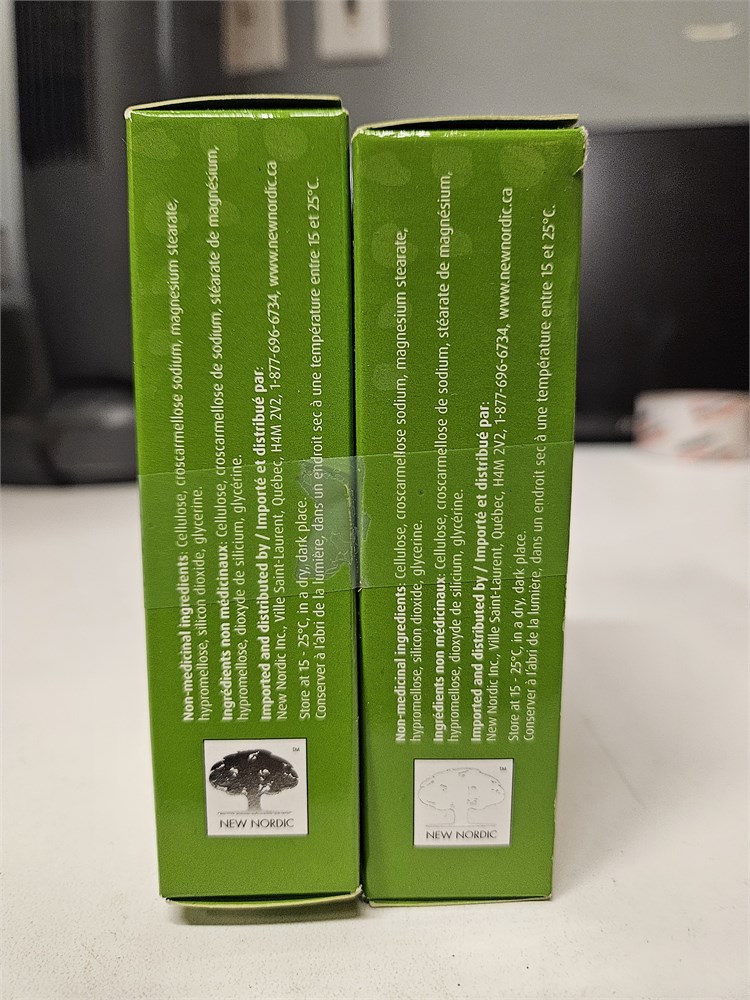 Non-medicinal ingredients: Cellulose, croscarmellose sodium, magnesium stearate,
hypromellose, silicon dioxide, glycerine.
Ingrédients non médicinaux: Cellulose, croscarmellose de sodium, stéarate de magnésium,
hypromellose, dioxyde de silicium, glycérine.
Imported and distributed by / Importé et distribué par:
New Nordic Inc., Ville Saint-Laurent, Québec, H4M 2V2, 1-877-696-6734, www.newnordic.ca
Store at 15 - 25°C, in a dry, dark place.
Conserver à l'abri de la lumière, dans un endroit sec à une température entre 15 et 25°C.
TM
NEW NORDIC
Non-medicinal ingredients: Cellulose, croscarmellose sodium, magnesium stearate,
hypromellose, silicon dioxide, glycerine.
Ingrédients non médicinaux: Cellulose, croscarmellose de sodium, stéarate de magnésium,
hypromellose, dioxyde de silicium, glycérine.
Imported and distributed by / Importé et distribué par:
New Nordic Inc., Ville Saint-Laurent, Québec, H4M 2V2, 1-877-696-6734, www.newnordic.ca
Store at 15 - 25°C, in a dry, dark place.
Conserver à l'abri de la lumière, dans un endroit sec à une température entre 15 et 25°C.
TM
NEW NORDIC